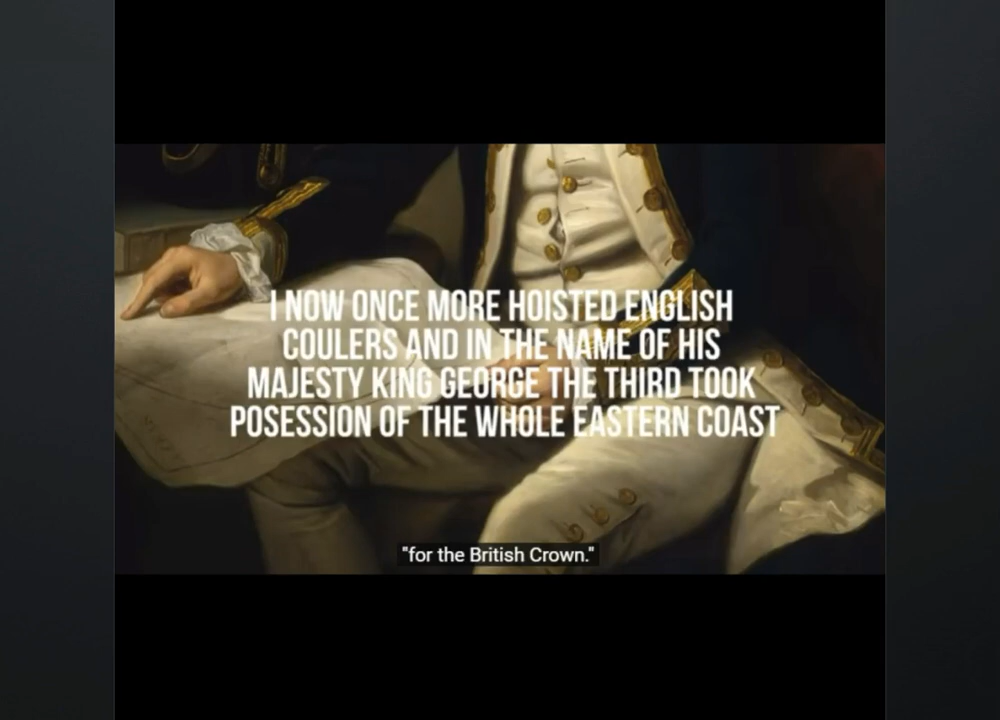 I NOW ONCE MORE HOISTED ENGLISH
COULERS AND IN THE NAME OF HIS
MAJESTY KING GEORGE THE THIRD TOOK
POSESSION OF THE WHOLE EASTERN COAST
"for the British Crown."